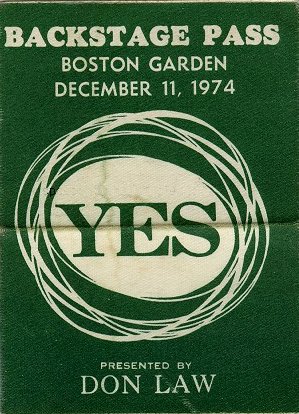 BACKSTAGE PASS
BOSTON GARDEN
DECEMBER 11, 1974
YES
PRESENTED BY
DON LAW